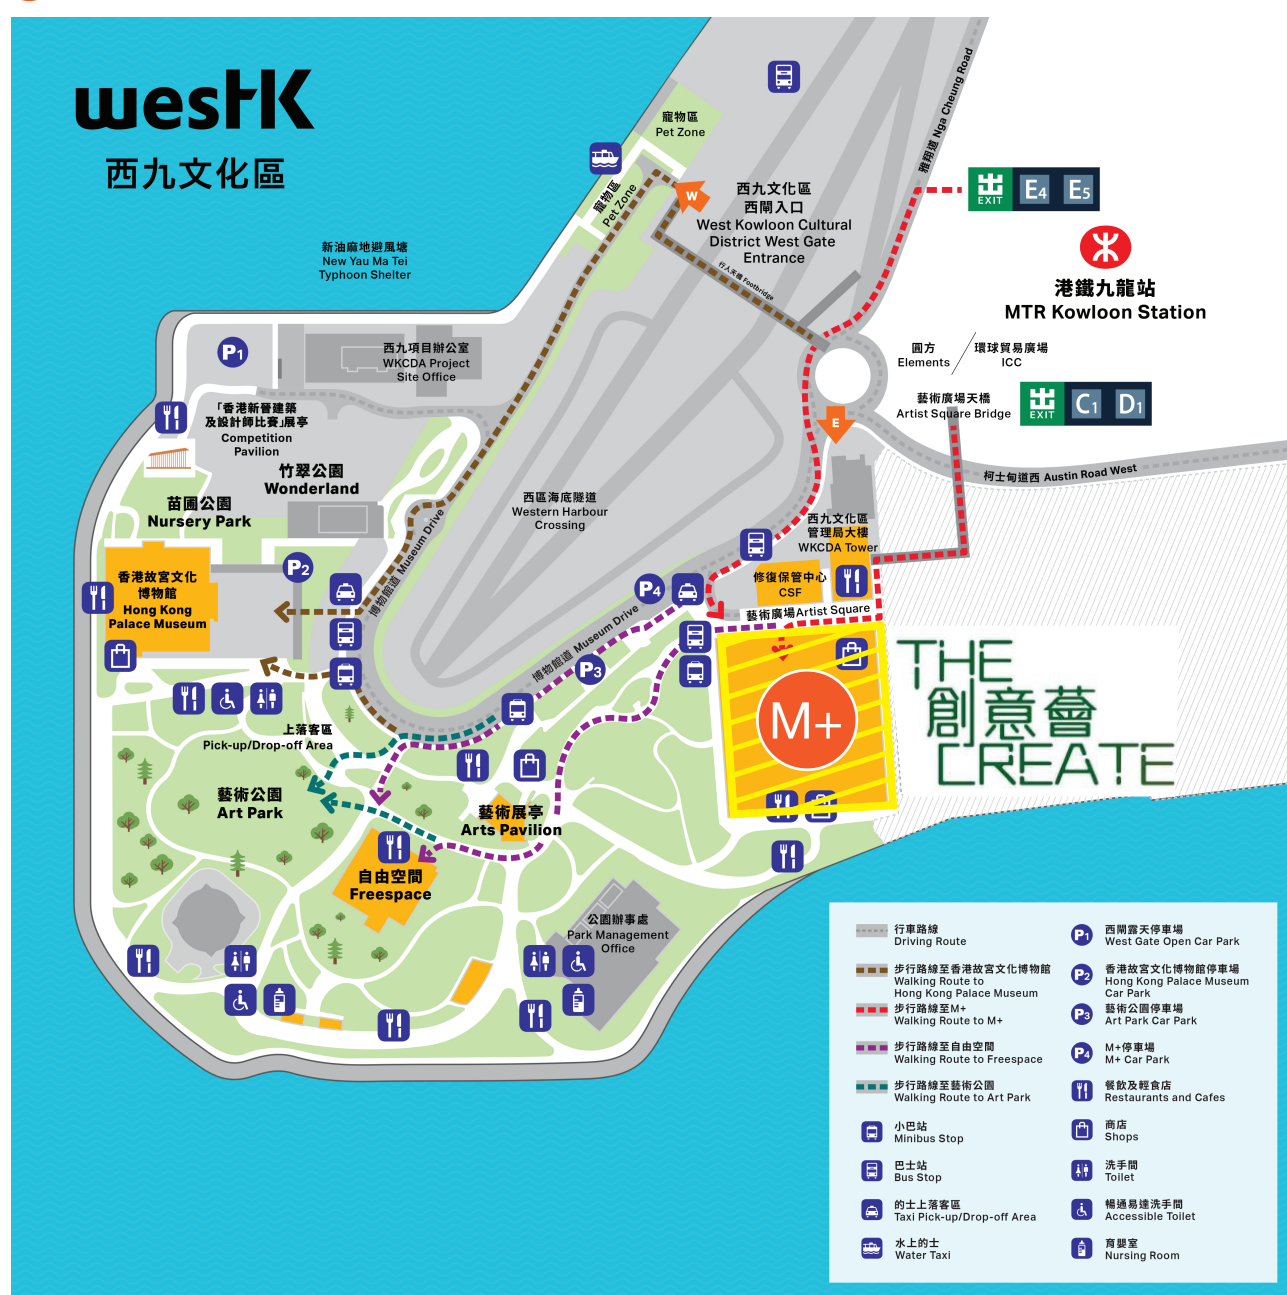 wesHK
西九文化區
寵物區
Pet Zone
寵物區
Pet Zone
W
西九文化區
西閘入口
West Kowloon Cultural
District West Gate
Entrance
行人天橋 Footbridge
雅翔道 Nga Cheung Road
出
EXIT
E4
E5
港鐵九龍站
MTR Kowloon Station
圓方
Elements
環球貿易廣場
ICC
藝術廣場天橋
Artist Square Bridge
出
EXIT
C1
D1
E
柯士甸道西 Austin Road West
新油麻地避風塘
New Yau Ma Tei
Typhoon Shelter
P1
西九項目辦公室
WKCDA Project
Site Office
「香港新晉建築
及設計師比賽」展亭
Competition
Pavilion
竹翠公園
Wonderland
苗圃公園
Nursery Park
西區海底隧道
Western Harbour
Crossing
西九文化區
管理局大樓
WKCDA Tower
修復保管中心
CSF
藝術廣場Artist Square
博物館道 Museum Drive
博物館道 Museum Drive
P2
P4
P3
香港故宮文化
博物館
Hong Kong
Palace Museum
M+
THE
創意薈
CREATE
上落客區
Pick-up/Drop-off Area
藝術公園
Art Park
藝術展亭
Arts Pavilion
自由空間
Freespace
公園辦事處
Park Management
Office
行車路線
Driving Route
步行路線至香港故宮文化博物館
Walking Route to
Hong Kong Palace Museum
步行路線至M+
Walking Route to M+
步行路線至自由空間
Walking Route to Freespace
步行路線至藝術公園
Walking Route to Art Park
小巴站
Minibus Stop
巴士站
Bus Stop
的士上落客區
Taxi Pick-up/Drop-off Area
水上的士
Water Taxi
P1
西閘露天停車場
West Gate Open Car Park
P2
香港故宮文化博物館停車場
Hong Kong Palace Museum
Car Park
P3
藝術公園停車場
Art Park Car Park
P4
M+停車場
M+ Car Park
餐飲及輕食店
Restaurants and Cafes
商店
Shops
洗手間
Toilet
暢通易達洗手間
Accessible Toilet
育嬰室
Nursing Room